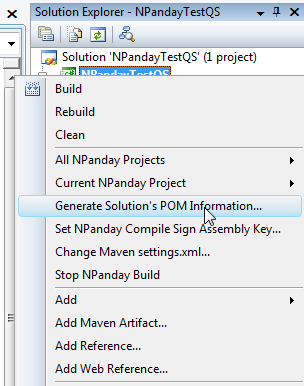 Solution Explorer - NPandayTestQS
Solution 'NPandayTestQS' (1 project)
NPandayTestQS
Build
Rebuild
Clean
All NPanday Projects
Current NPanday Project
Generate Solution's POM Information...
Set NPanday Compile Sign Assembly Key...
Change Maven settings.xml...
Stop NPanday Build
Add
Add Maven Artifact...
Add Reference...
Add Web Reference...